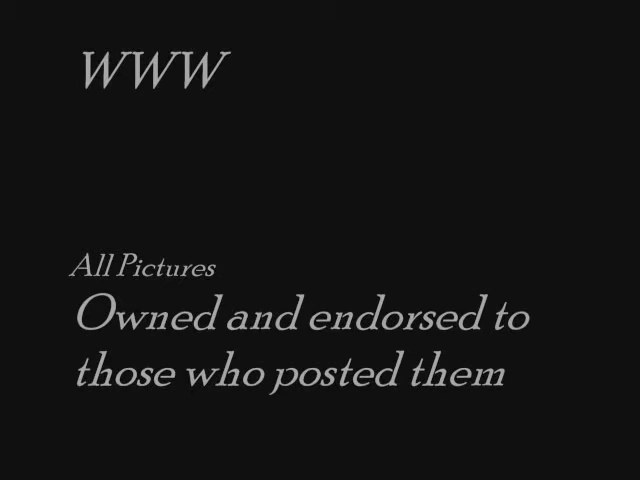 WWW
All Pictures
Owned and endorsed to
those who posted them